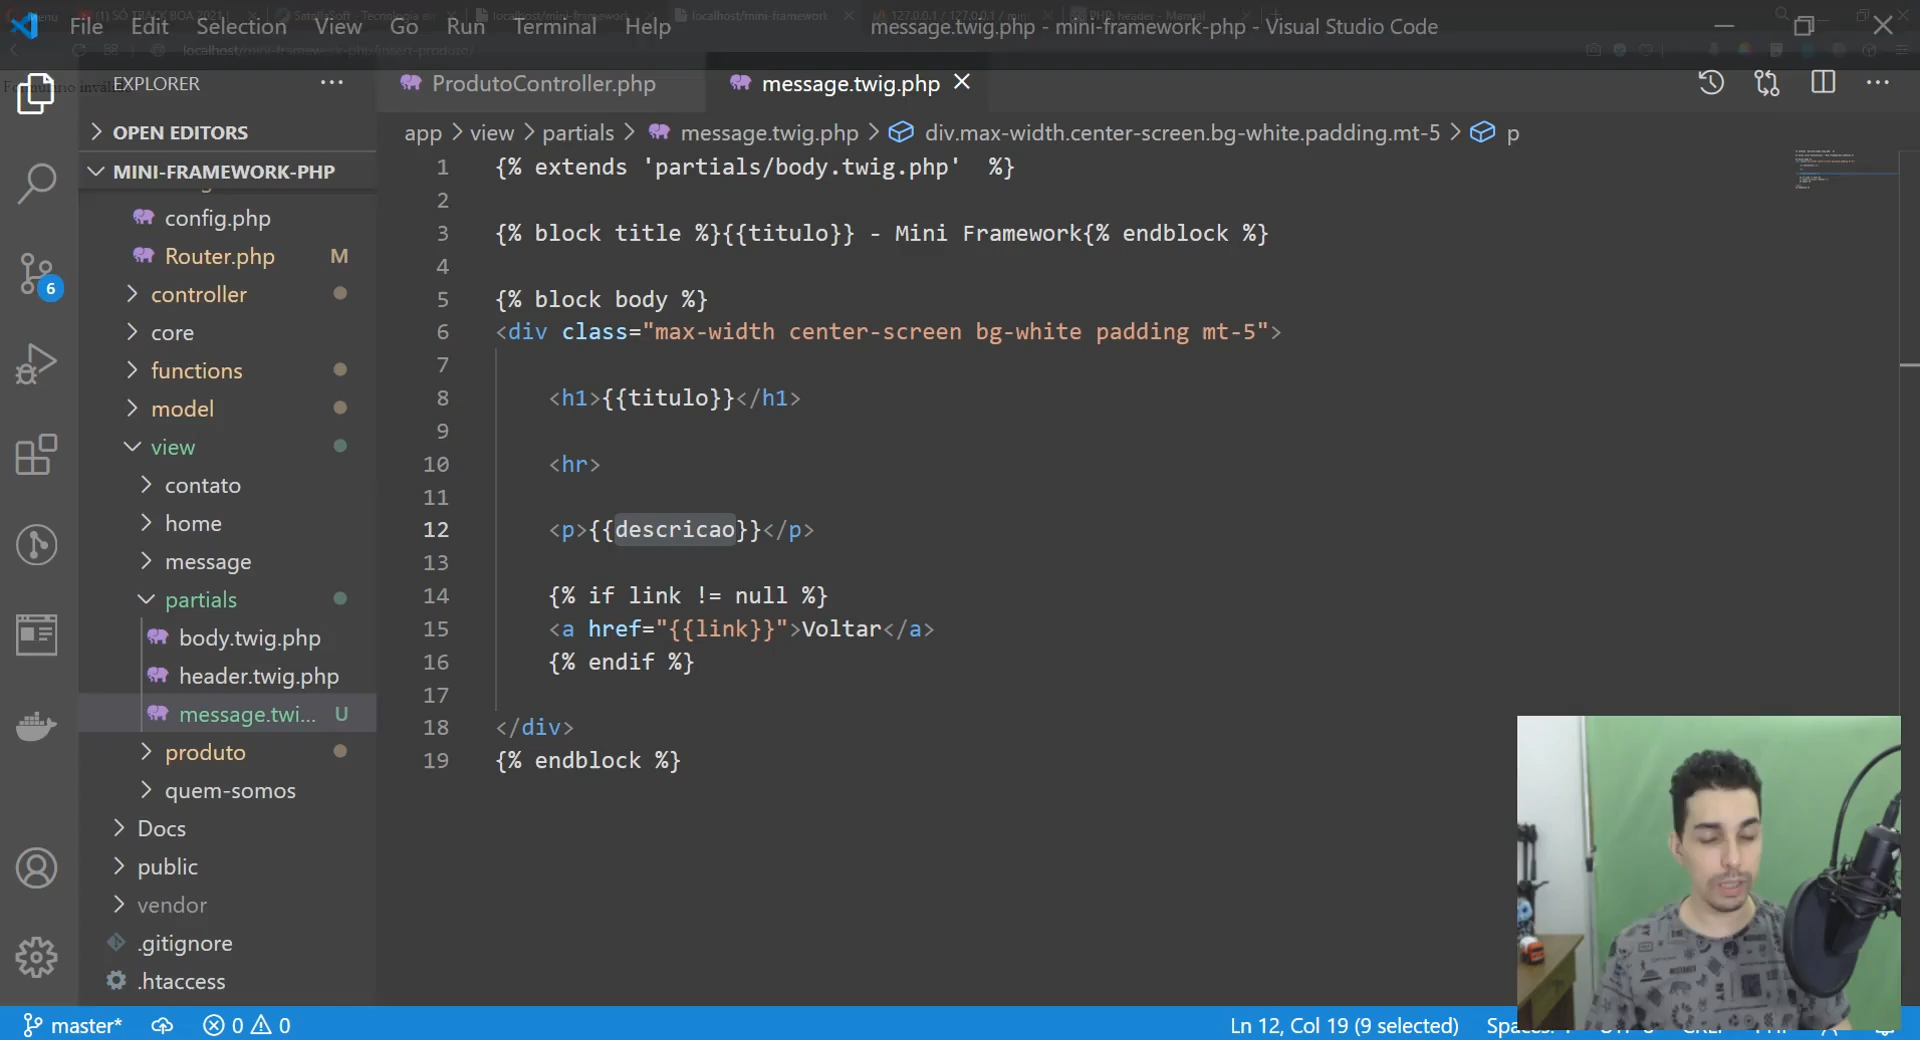 File Edit Selection View Go Run Terminal Help
message.twig.php - mini-framework-php - Visual Studio Code
EXPLORER
ProdutoController.php
message.twig.php
OPEN EDITORS
app view partials message.twig.php div.max-width.center-screen.bg-white.padding.mt-5 p
MINI-FRAMEWORK-PHP
config.php
Router.php M
controller
core
functions
model
view
contato
home
message
partials
body.twig.php
header.twig.php
message.twi... U
produto
quem-somos
Docs
public
vendor
.gitignore
.htaccess
6
1 {% extends 'partials/body.twig.php'  %}
2
3 {% block title %}{{titulo}} - Mini Framework{% endblock %}
4
5 {% block body %}
6 <div class="max-width center-screen bg-white padding mt-5">
7
8 <h1>{{titulo}}</h1>
9
10 <hr>
11
12 <p>{{descricao}}</p>
13
14 {% if link != null %}
15 <a href="{{link}}">Voltar</a>
16 {% endif %}
17
18 </div>
19 {% endblock %}
master* 0 0
Ln 12, Col 19 (9 selected)